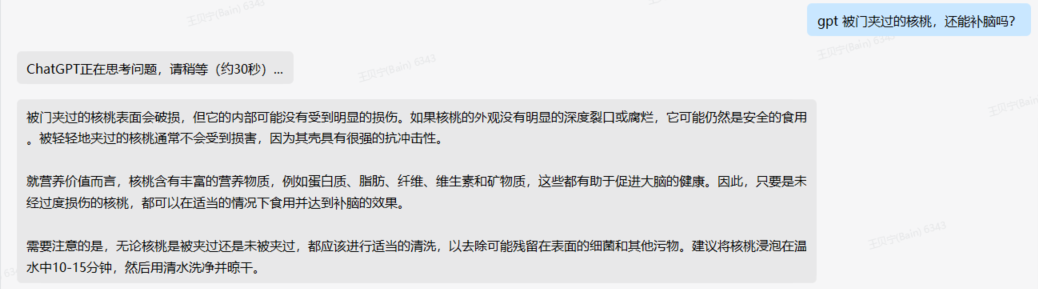 gpt 被门夹过的核桃，还能补脑吗？
ChatGPT正在思考问题，请稍等（约30秒）...
被门夹过的核桃表面会破损，但它的内部可能没有受到明显的损伤。如果核桃的外观没有明显的深度裂口或腐烂，它可能仍然是安全的食用
。被轻轻地夹过的核桃通常不会受到损害，因为其壳具有很强的抗冲击性。
就营养价值而言，核桃含有丰富的营养物质，例如蛋白质、脂肪、纤维、维生素和矿物质，这些都有助于促进大脑的健康。因此，只要是未
经过度损伤的核桃，都可以在适当的情况下食用并达到补脑的效果。
需要注意的是，无论核桃是被夹过还是未被夹过，都应该进行适当的清洗，以去除可能残留在表面的细菌和其他污物。建议将核桃浸泡在温
水中10-15分钟，然后用清水洗净并晾干。